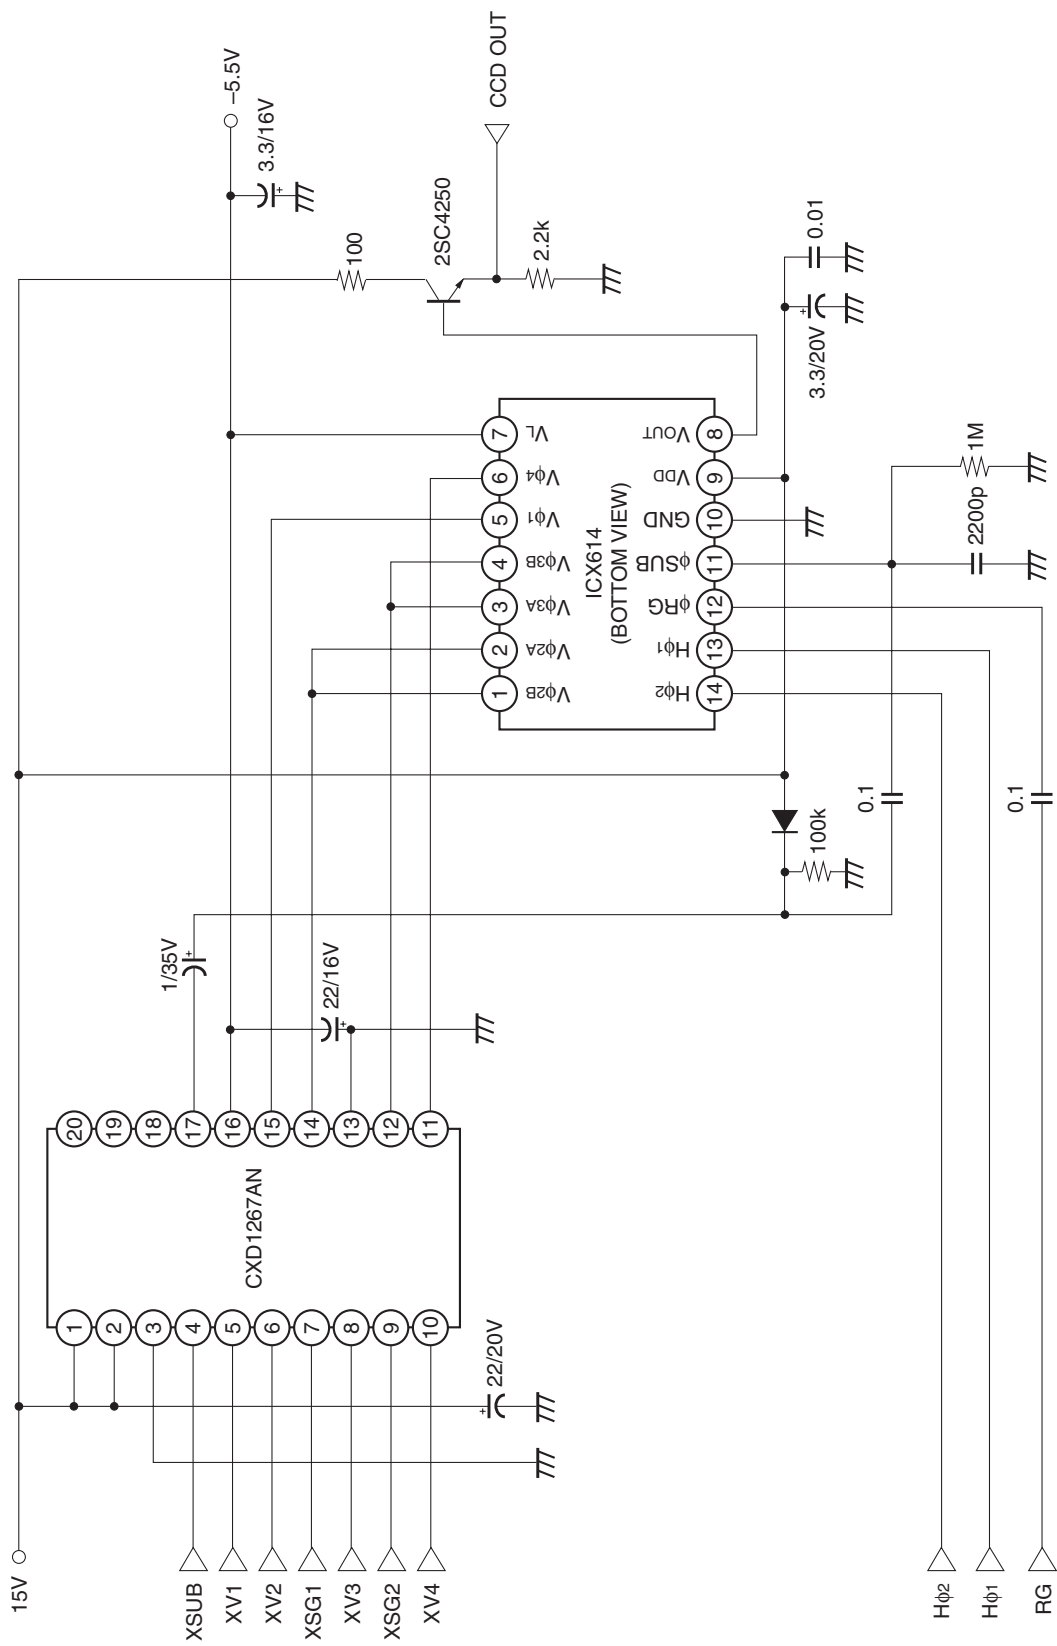 15V
XSUB
XV1
XV2
XSG1
XV3
XSG2
XV4
22/20V
1
2
3
4
5
6
7
8
9
10
CXD1267AN
20
19
18
17
16
15
14
13
12
11
1/35V
22/16V
–5.5V
3.3/16V
100
2SC4250
CCD OUT
2.2k
1
2
3
4
5
6
7
Vϕ2B
Vϕ2A
Vϕ3A
Vϕ3B
Vϕ1
Vϕ4
VL
ICX614
(BOTTOM VIEW)
Hϕ2
Hϕ1
ϕRG
ϕSUB
GND
VDD
VOUT
14
13
12
11
10
9
8
100k
0.1
0.1
3.3/20V
0.01
2200p
1M
Hϕ2
Hϕ1
RG